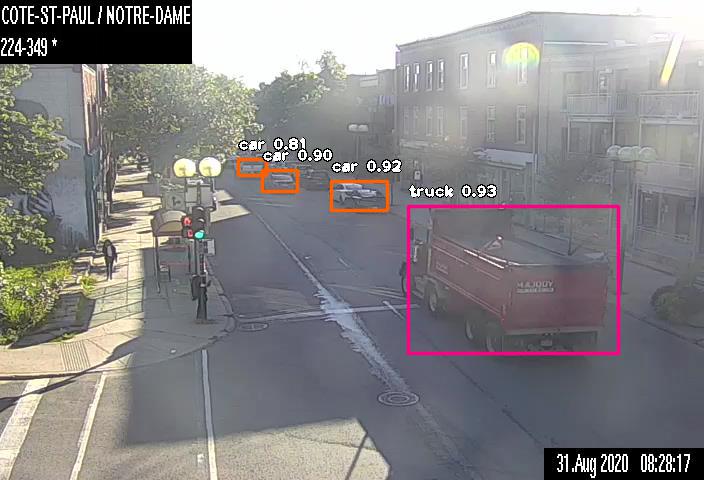 COTE-ST-PAUL / NOTRE-DAME
224-349 *
car 0.81
car 0.90
car 0.92
truck 0.93
31.Aug 2020 08:28:17